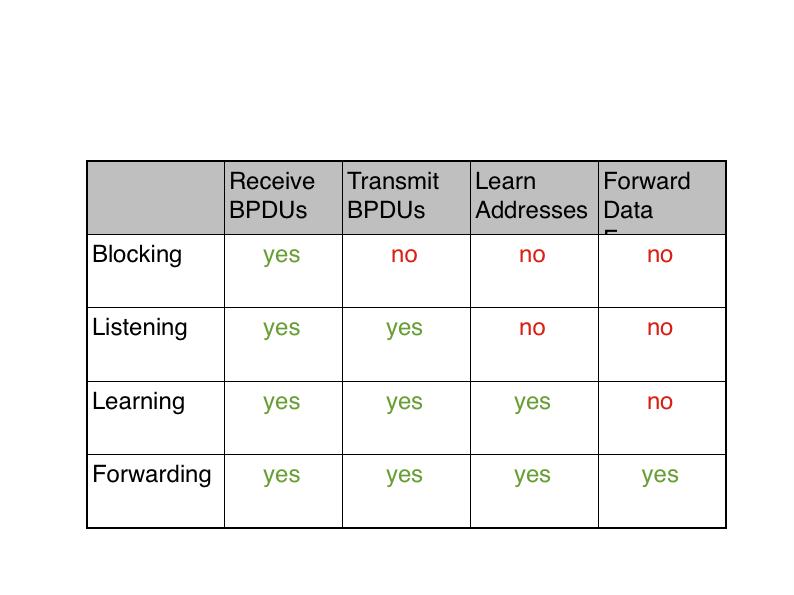 Receive BPDUs Transmit BPDUs Learn Addresses Forward Data
Blocking yes no no no
Listening yes yes no no
Learning yes yes yes no
Forwarding yes yes yes yes